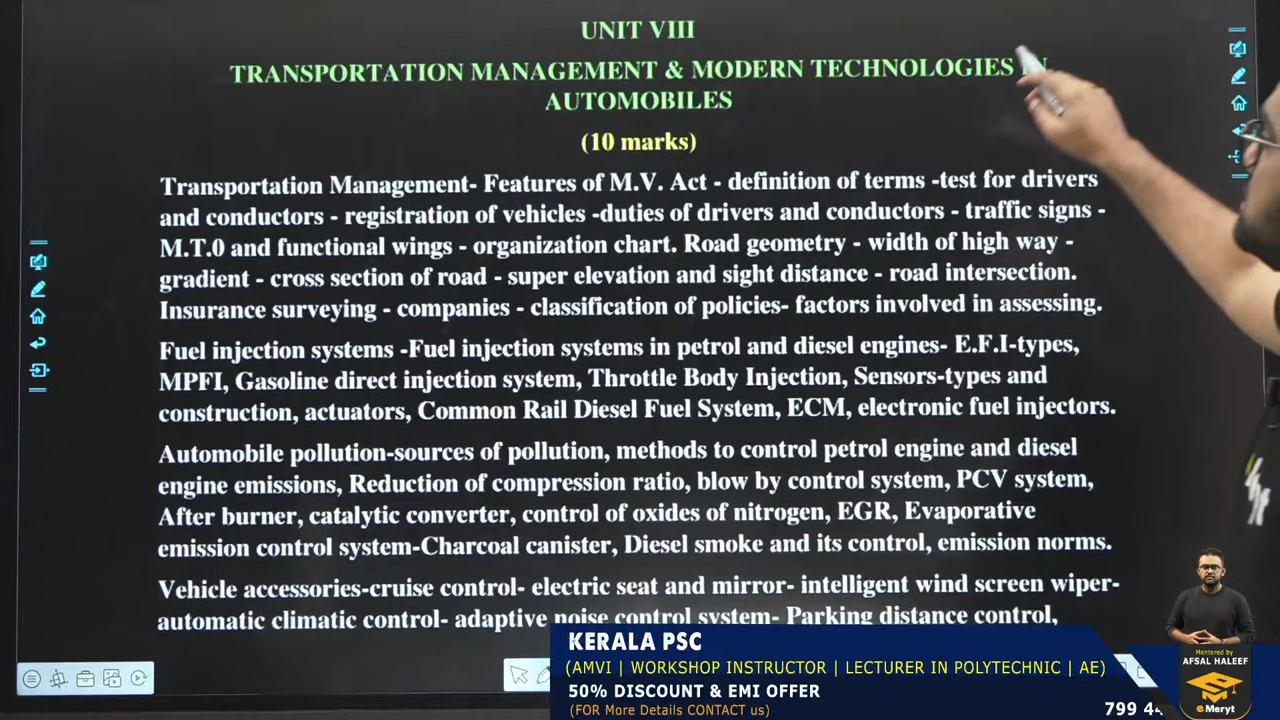 UNIT VIII
TRANSPORTATION MANAGEMENT & MODERN TECHNOLOGIES IN
AUTOMOBILES
(10 marks)
Transportation Management- Features of M.V. Act - definition of terms -test for drivers
and conductors - registration of vehicles -duties of drivers and conductors - traffic signs -
M.T.0 and functional wings - organization chart. Road geometry - width of high way -
gradient - cross section of road - super elevation and sight distance - road intersection.
Insurance surveying - companies - classification of policies- factors involved in assessing.
Fuel injection systems -Fuel injection systems in petrol and diesel engines- E.F.I-types,
MPFI, Gasoline direct injection system, Throttle Body Injection, Sensors-types and
construction, actuators, Common Rail Diesel Fuel System, ECM, electronic fuel injectors.
Automobile pollution-sources of pollution, methods to control petrol engine and diesel
engine emissions, Reduction of compression ratio, blow by control system, PCV system,
After burner, catalytic converter, control of oxides of nitrogen, EGR, Evaporative
emission control system-Charcoal canister, Diesel smoke and its control, emission norms.
Vehicle accessories-cruise control- electric seat and mirror- intelligent wind screen wiper-
automatic climatic control- adaptive noise control system- Parking distance control,
KERALA PSC
(AMVI | WORKSHOP INSTRUCTOR | LECTURER IN POLYTECHNIC | AE)
50% DISCOUNT & EMI OFFER
(FOR More Details CONTACT us)
799 44
Mentored by
AFSAL HALEEF
eMeryt